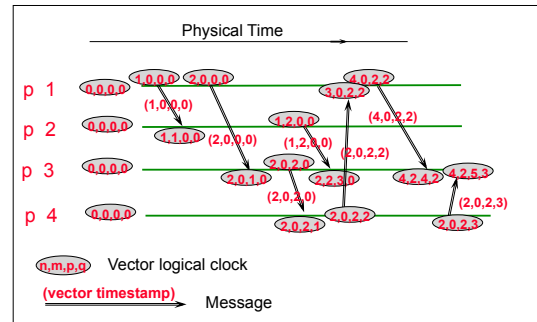 Physical Time
p 1
0,0,0,0
1,0,0,0
2,0,0,0
3,0,2,2
4,0,2,2
(1,0,0,0)
(4,0,2,2)
p 2
0,0,0,0
1,1,0,0
1,2,0,0
(2,0,0,0)
(1,2,0,0)
(2,0,2,2)
p 3
0,0,0,0
2,0,1,0
2,0,2,0
2,2,3,0
4,2,4,2
4,2,5,3
(2,0,2,0)
(2,0,2,3)
p 4
0,0,0,0
2,0,2,1
2,0,2,2
2,0,2,3
n,m,p,q
Vector logical clock
(vector timestamp)
Message